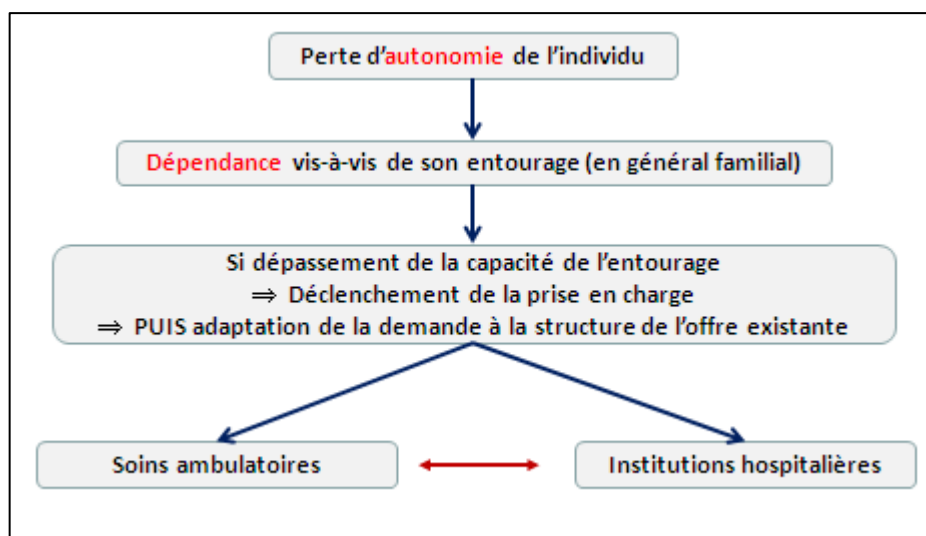 Perte d'autonomie de l'individu
Dépendance vis-à-vis de son entourage (en général familial)
Si dépassement de la capacité de l'entourage
⇒ Déclenchement de la prise en charge
⇒ PUIS adaptation de la demande à la structure de l'offre existante
Soins ambulatoires
Institutions hospitalières